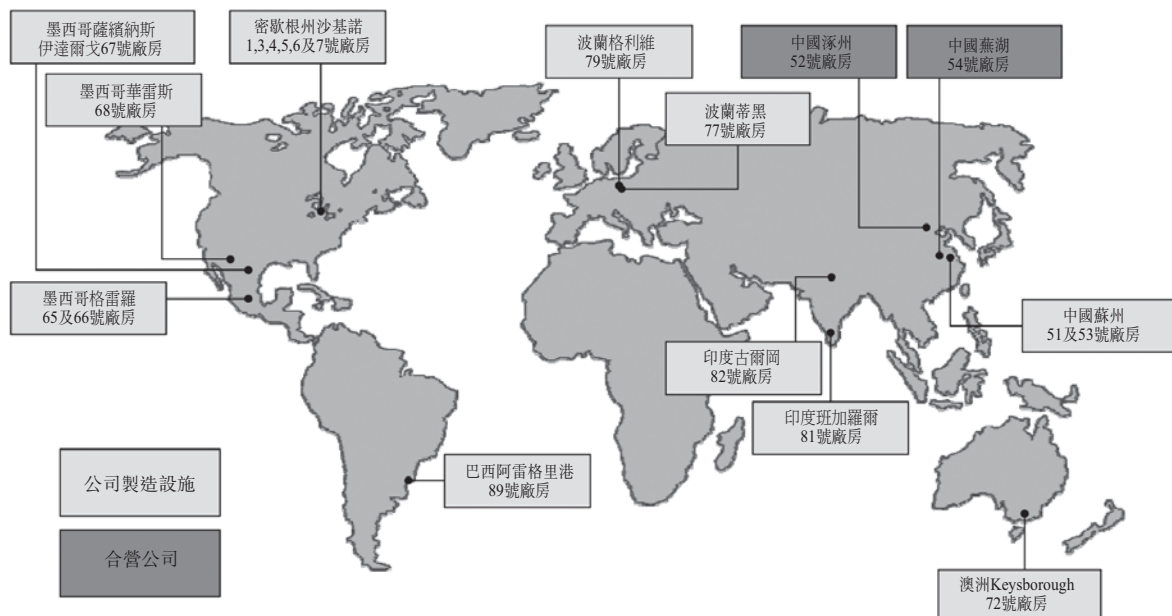 墨西哥薩繽納斯
伊達爾戈67號廠房
密歇根州沙基諾
1,3,4,5,6及7號廠房
波蘭格利維
79號廠房
中國涿州
52號廠房
中國蕪湖
54號廠房
墨西哥華雷斯
68號廠房
波蘭蒂黑
77號廠房
墨西哥格雷羅
65及66號廠房
中國蘇州
51及53號廠房
印度古爾岡
82號廠房
印度班加羅爾
81號廠房
巴西阿雷格里港
89號廠房
公司製造設施
合營公司
澳洲Keysborough
72號廠房